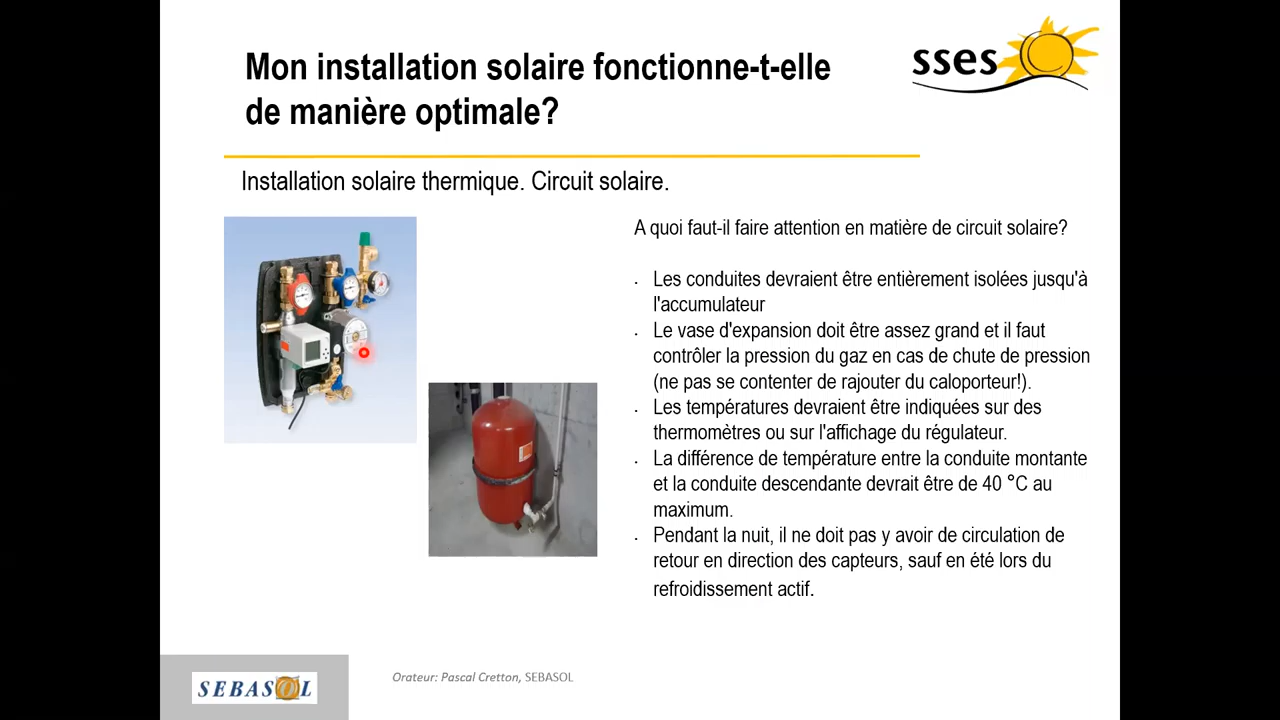 Mon installation solaire fonctionne-t-elle
de manière optimale?
sses
Installation solaire thermique. Circuit solaire.
A quoi faut-il faire attention en matière de circuit solaire?
Les conduites devraient être entièrement isolées jusqu'à
l'accumulateur
Le vase d'expansion doit être assez grand et il faut
contrôler la pression du gaz en cas de chute de pression
(ne pas se contenter de rajouter du caloporteur!).
Les températures devraient être indiquées sur des
thermomètres ou sur l'affichage du régulateur.
La différence de température entre la conduite montante
et la conduite descendante devrait être de 40 °C au
maximum.
Pendant la nuit, il ne doit pas y avoir de circulation de
retour en direction des capteurs, sauf en été lors du
refroidissement actif.
SEBASOL
Orateur: Pascal Cretton, SEBASOL